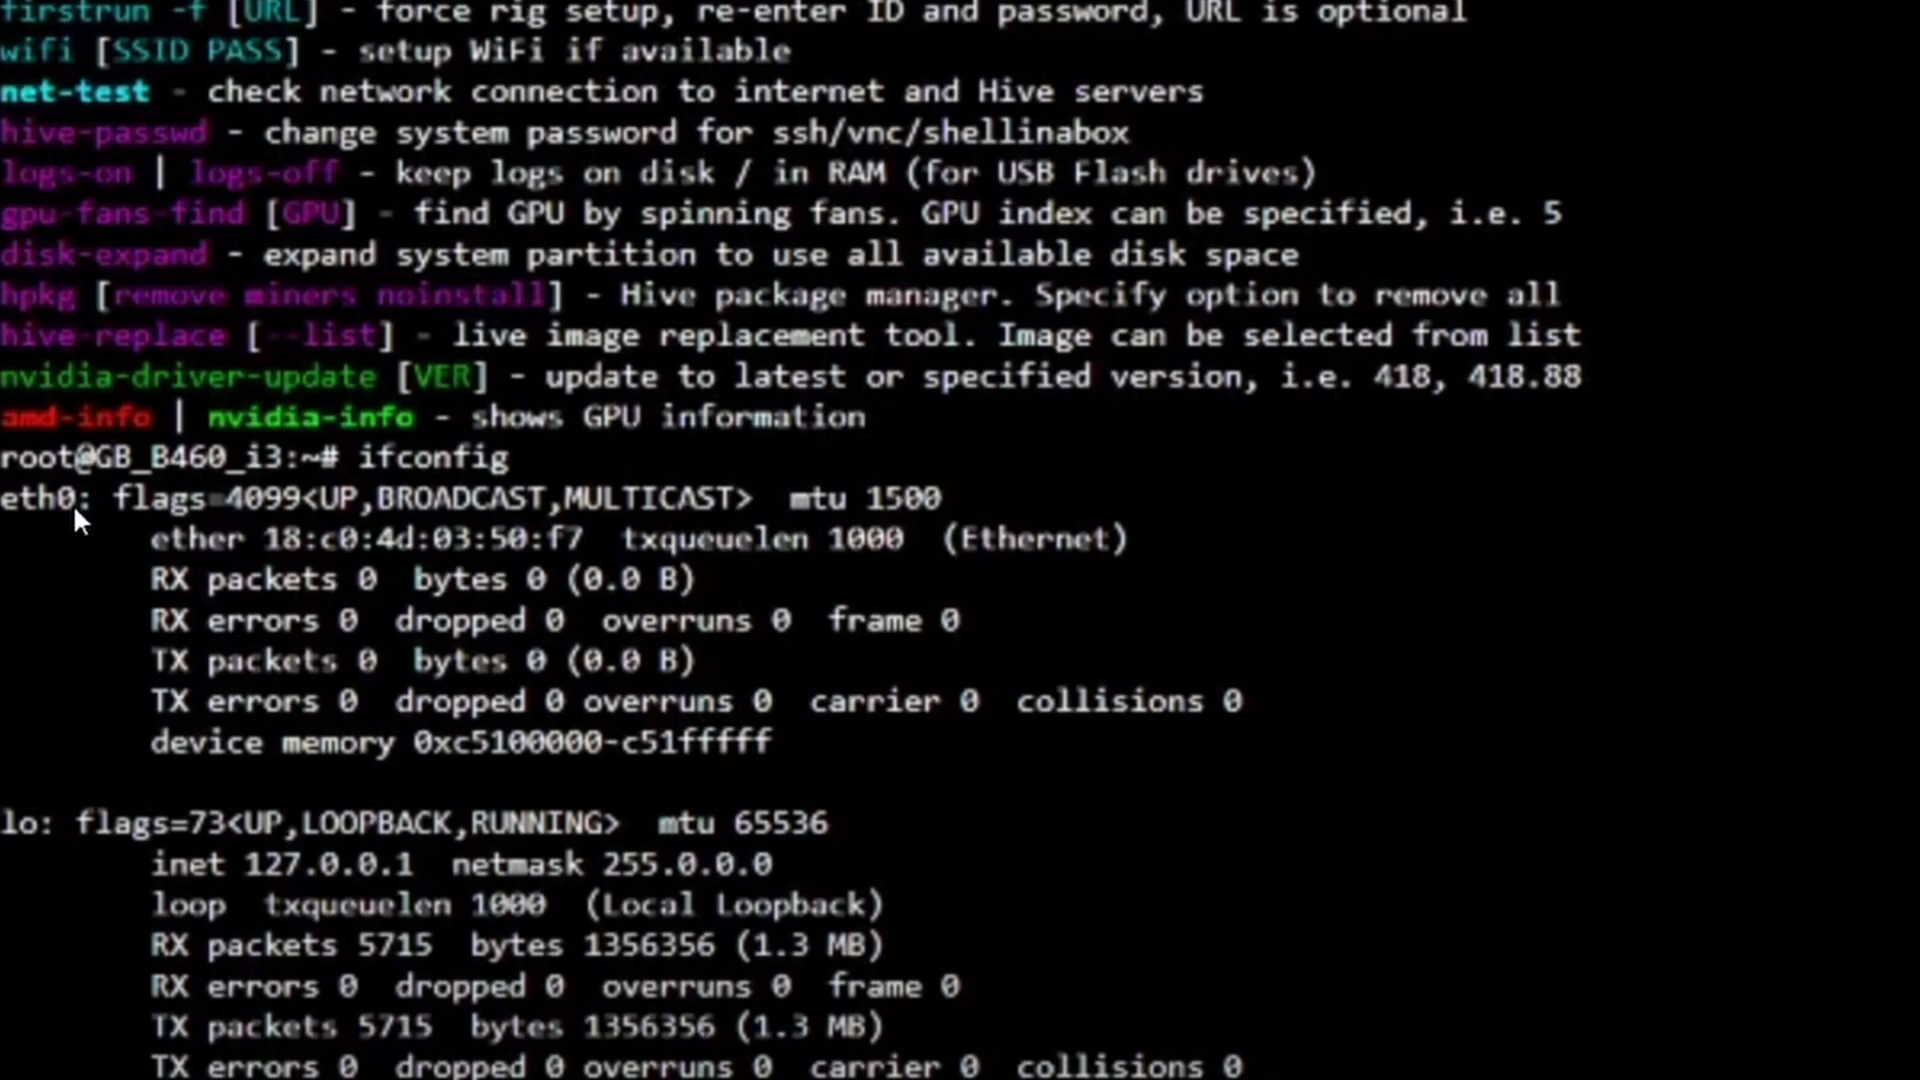 firstrun -f [URL] - force rig setup, re-enter ID and password, URL is optional
wifi [SSID PASS] - setup WiFi if available
net-test - check network connection to internet and Hive servers
hive-passwd - change system password for ssh/vnc/shellinabox
logs-on | logs-off - keep logs on disk / in RAM (for USB Flash drives)
gpu-fans-find [GPU] - find GPU by spinning fans. GPU index can be specified, i.e. 5
disk-expand - expand system partition to use all available disk space
hpkg [remove miners noinstall] - Hive package manager. Specify option to remove all
hive-replace [--list] - live image replacement tool. Image can be selected from list
nvidia-driver-update [VER] - update to latest or specified version, i.e. 418, 418.88
amd-info | nvidia-info - shows GPU information
root@GB_B460_i3:~# ifconfig
eth0: flags=4099<UP,BROADCAST,MULTICAST>  mtu 1500
ether 18:c0:4d:03:50:f7  txqueuelen 1000  (Ethernet)
RX packets 0  bytes 0 (0.0 B)
RX errors 0  dropped 0  overruns 0  frame 0
TX packets 0  bytes 0 (0.0 B)
TX errors 0  dropped 0 overruns 0  carrier 0  collisions 0
device memory 0xc5100000-c51fffff
lo: flags=73<UP,LOOPBACK,RUNNING>  mtu 65536
inet 127.0.0.1  netmask 255.0.0.0
loop  txqueuelen 1000  (Local Loopback)
RX packets 5715  bytes 1356356 (1.3 MB)
RX errors 0  dropped 0  overruns 0  frame 0
TX packets 5715  bytes 1356356 (1.3 MB)
TX errors 0  dropped 0 overruns 0  carrier 0  collisions 0